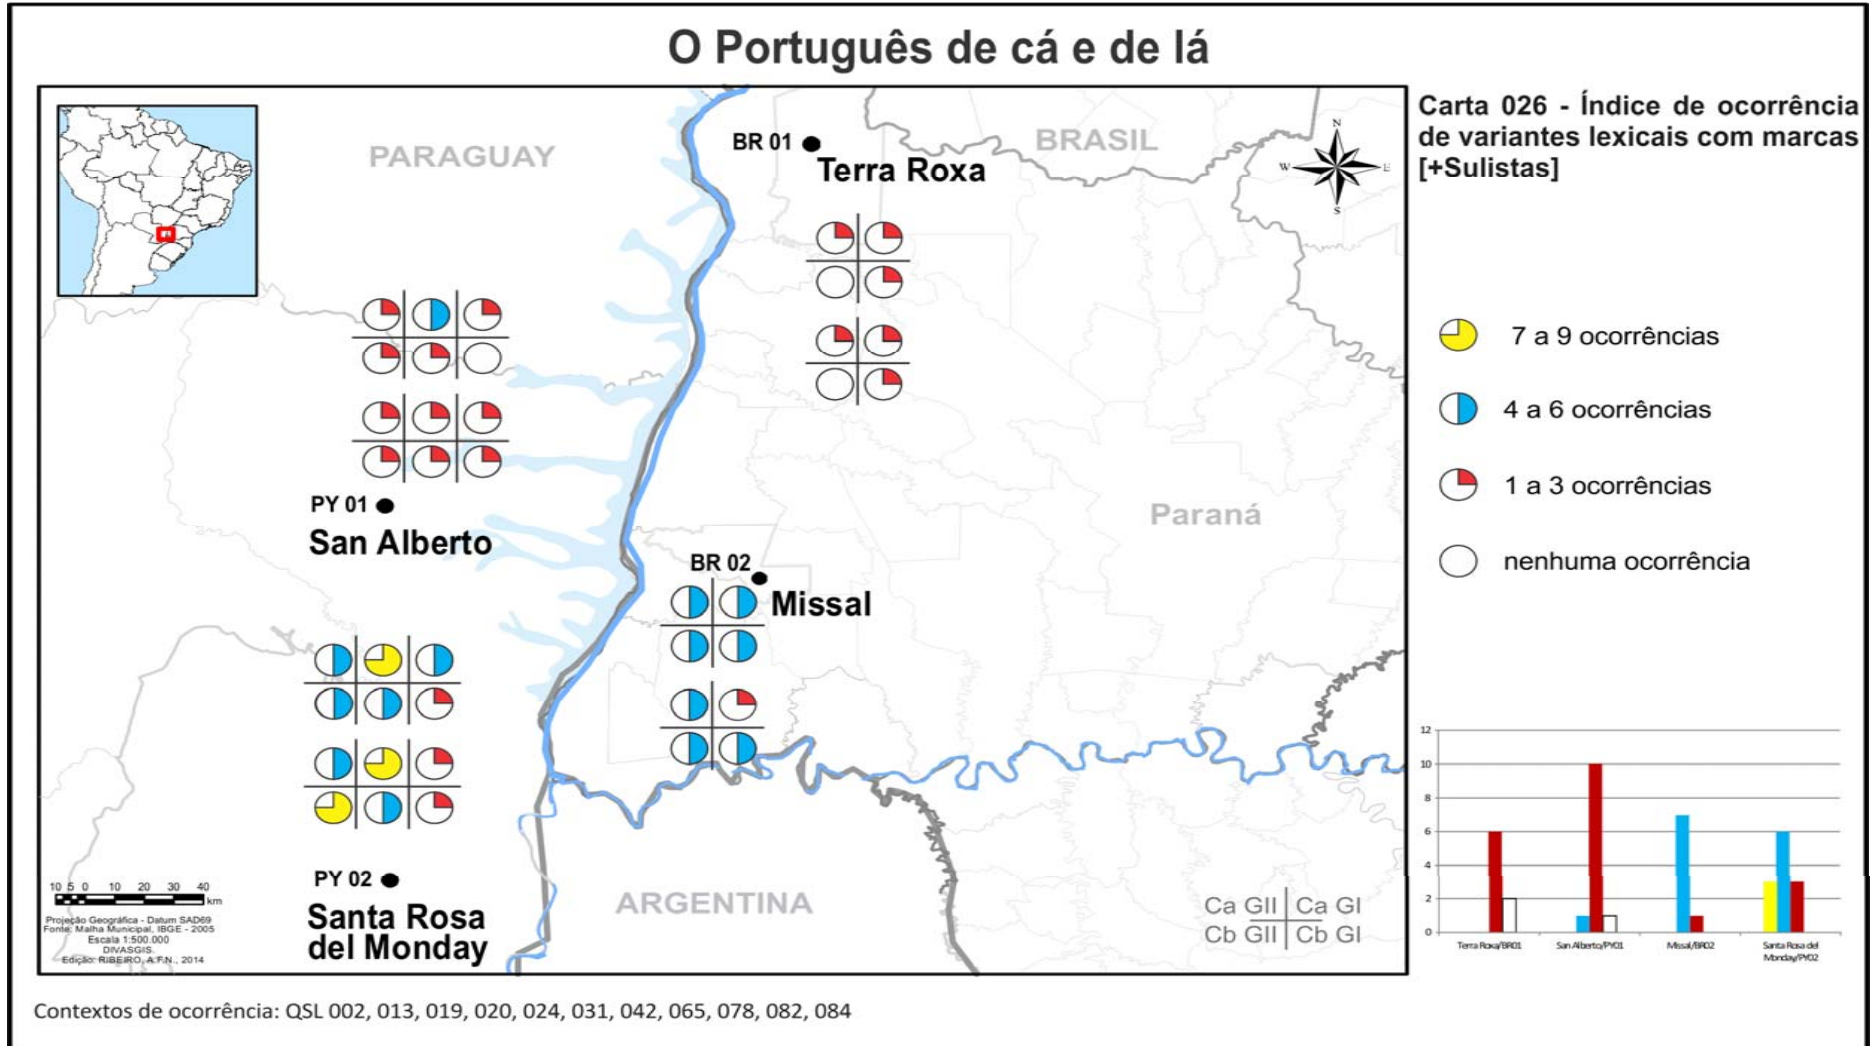 O Português de cá e de lá
Carta 026 - Índice de ocorrência
de variantes lexicais com marcas
[+Sulistas]
PARAGUAY
BR 01
Terra Roxa
BRASIL
N
W
E
S
7 a 9 ocorrências
4 a 6 ocorrências
1 a 3 ocorrências
nenhuma ocorrência
PY 01
San Alberto
Paraná
BR 02
Missal
PY 02
Santa Rosa
del Monday
ARGENTINA
Ca GII Ca GI
Cb GII Cb GI
10 5 0 10 20 30 40
km
Projeção Geográfica - Datum SAD69
Fonte: Malha Municipal, IBGE - 2005
Escala 1:500.000
DIVASGIS.
Edição: RIBEIRO, A.F.N., 2014
12
10
8
6
4
2
0
Terra Roxa/BR01
San Alberto/PY01
Missal/BR02
Santa Rosa del
Monday/PY02
Contextos de ocorrência: QSL 002, 013, 019, 020, 024, 031, 042, 065, 078, 082, 084